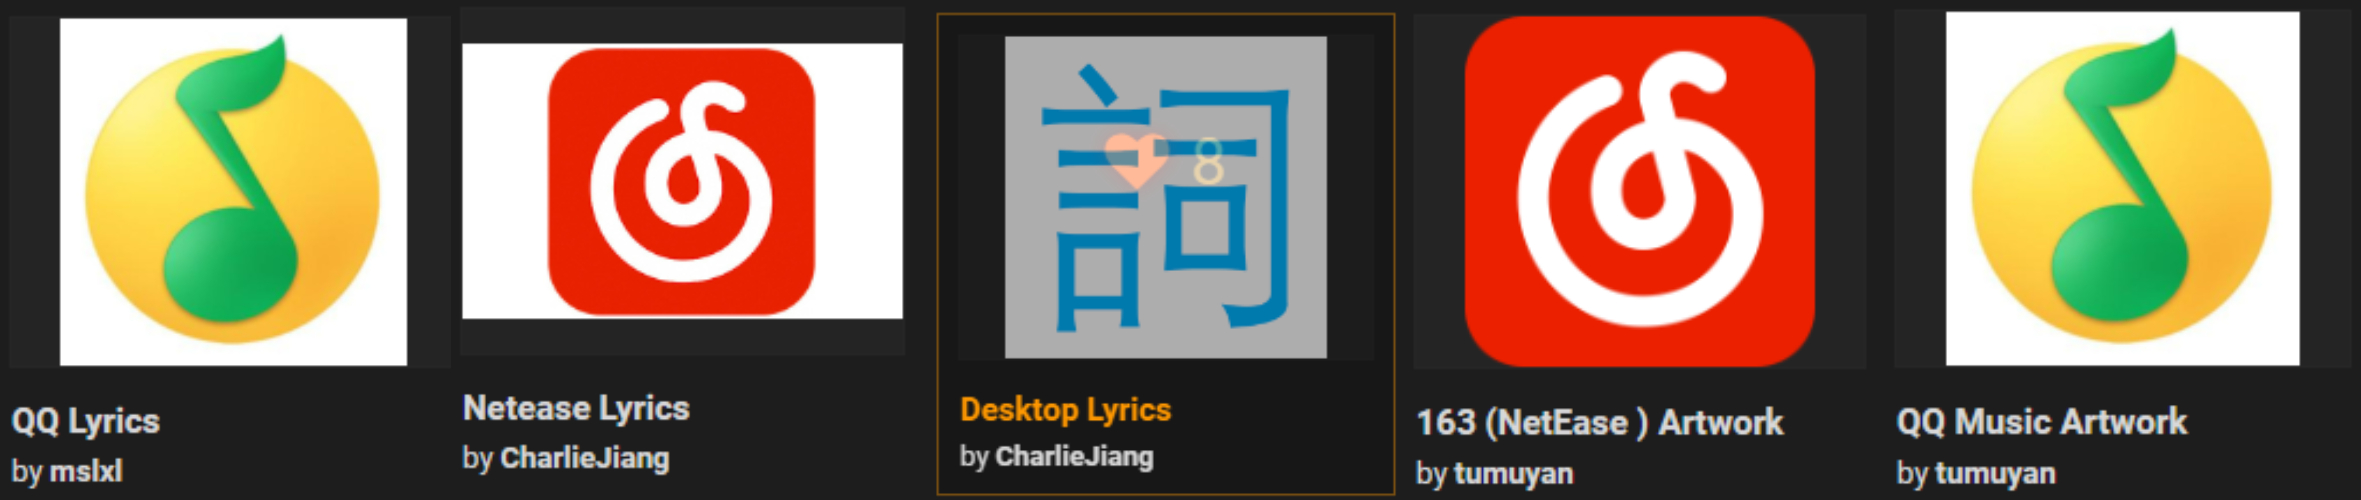 詞
8
QQ Lyrics
by mslxl
Netease Lyrics
by CharlieJiang
Desktop Lyrics
by CharlieJiang
163 (NetEase ) Artwork
by tumuyan
QQ Music Artwork
by tumuyan